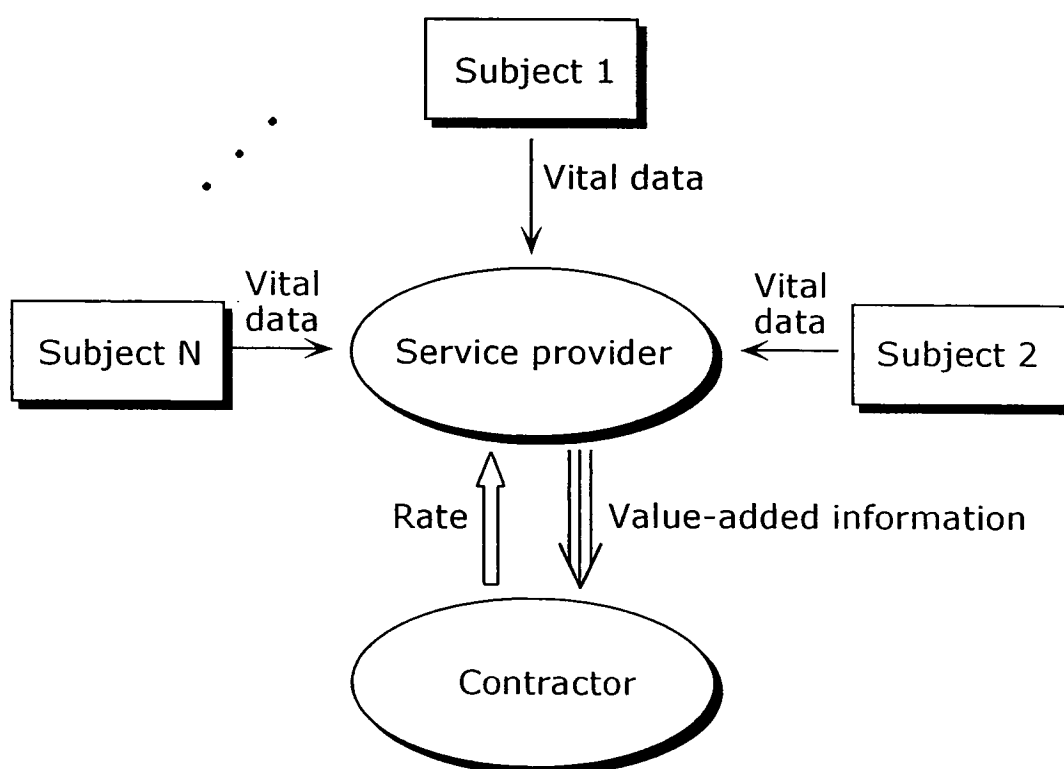 Subject 1
Vital data
Vital
data
Subject N
Service provider
Vital
data
Subject 2
Rate
Value-added information
Contractor